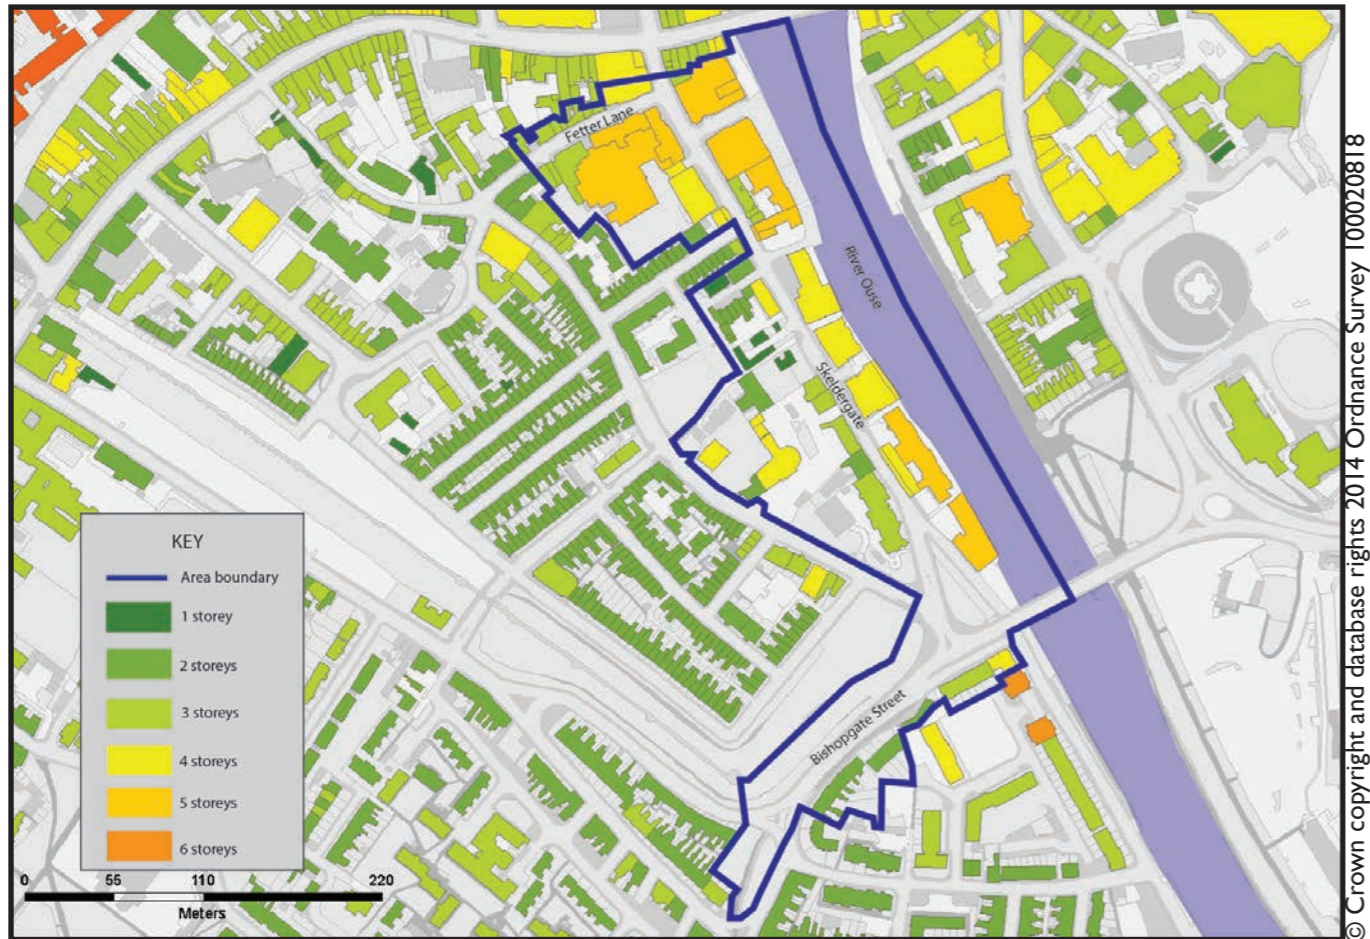 Fetter Lane
River Ouse
Skeldergate
Bishopgate Street
KEY
Area boundary
1 storey
2 storeys
3 storeys
4 storeys
5 storeys
6 storeys
0 55 110 220
Meters
© Crown copyright and database rights 2014 Ordnance Survey 100020818